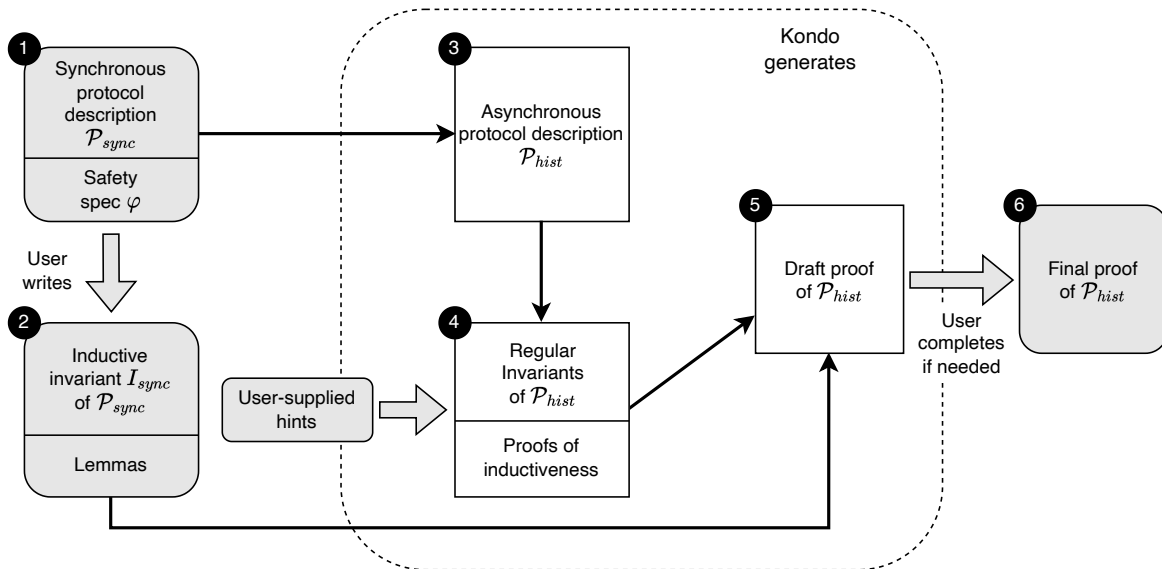 1
Synchronous
protocol
description
𝒫sync
Safety
spec φ
User
writes
2
Inductive
invariant Isync
of 𝒫sync
Lemmas
3
Asynchronous
protocol description
𝒫hist
Kondo
generates
User-supplied
hints
4
Regular
Invariants
of 𝒫hist
Proofs of
inductiveness
5
Draft proof
of 𝒫hist
User
completes
if needed
6
Final proof
of 𝒫hist